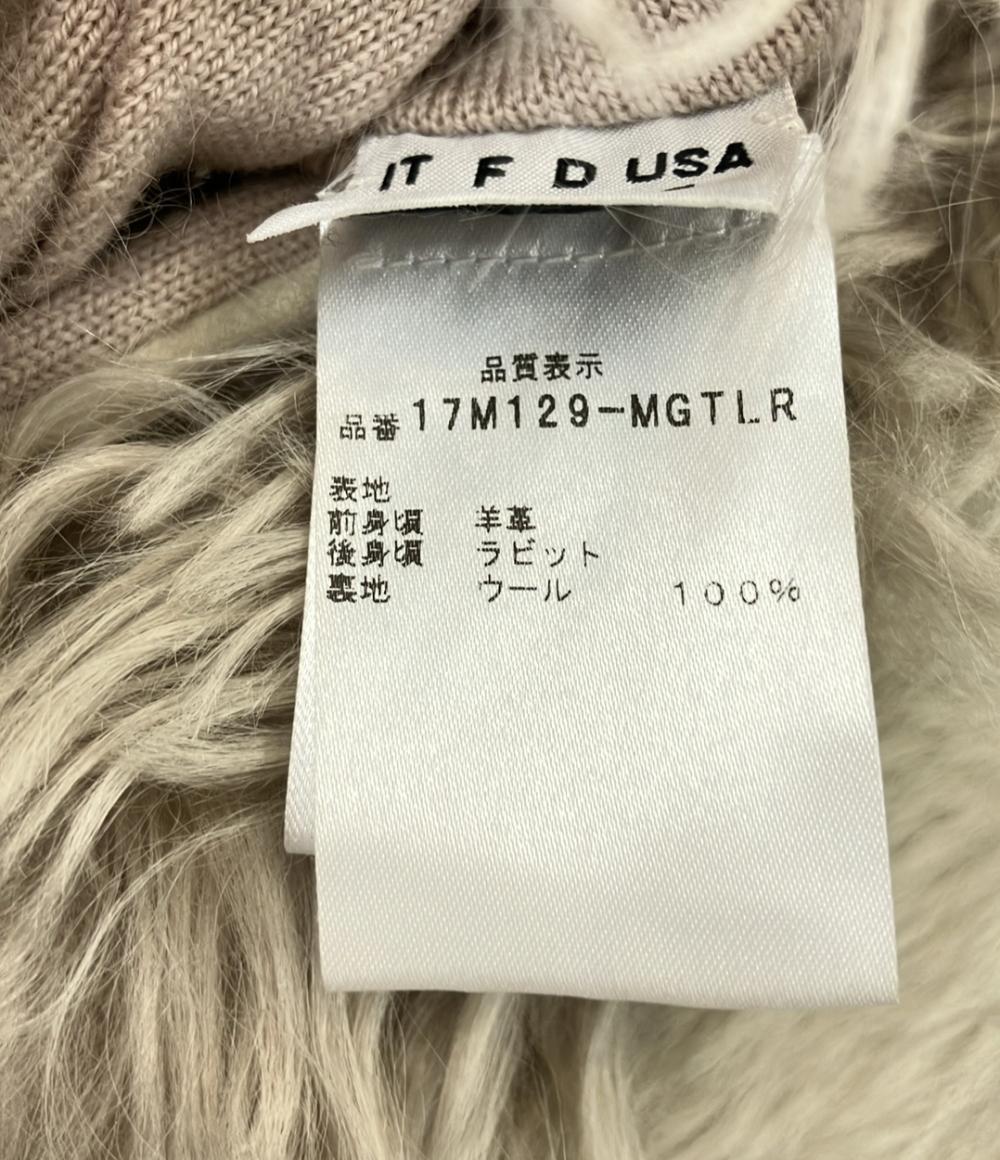 IT F D USA
品質表示
品番 17M129-MGTLR
表地
前身頃 羊革
後身頃 ラビット
裏地 ウール 100%